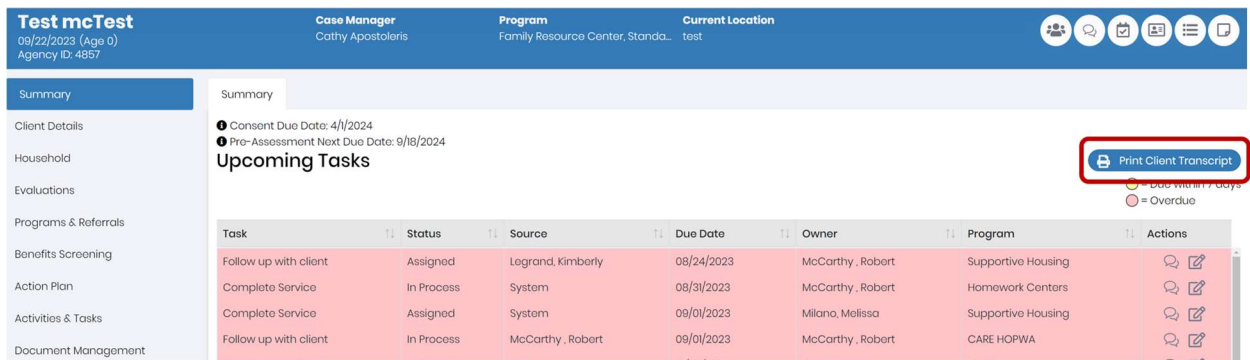 Test mcTest
09/22/2023 (Age 0)
Agency ID: 4857
Case Manager
Cathy Apostoleris
Program
Family Resource Center, Standa...
Current Location
test
Summary
Client Details
Household
Evaluations
Programs & Referrals
Benefits Screening
Action Plan
Activities & Tasks
Document Management
Summary
Consent Due Date: 4/1/2024
Pre-Assessment Next Due Date: 9/18/2024
Upcoming Tasks
Print Client Transcript
= Due within 7 days
= Overdue
Task Status Source Due Date Owner Program Actions
Follow up with client Assigned Legrand, Kimberly 08/24/2023 McCarthy , Robert Supportive Housing
Complete Service In Process System 08/31/2023 McCarthy , Robert Homework Centers
Complete Service Assigned System 09/01/2023 Milano, Melissa Supportive Housing
Follow up with client In Process McCarthy , Robert 09/01/2023 McCarthy , Robert CARE HOPWA